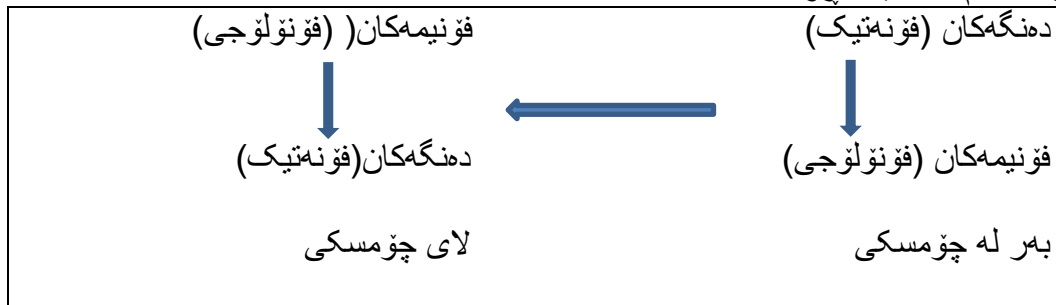 دەنگەکان (فۆنەتیک) فۆنیمەکان( (فۆنۆلۆجی)
فۆنیمەکان (فۆنۆلۆجی) دەنگەکان(فۆنەتیک)
بەر لە چۆمسکی لای چۆمسکی